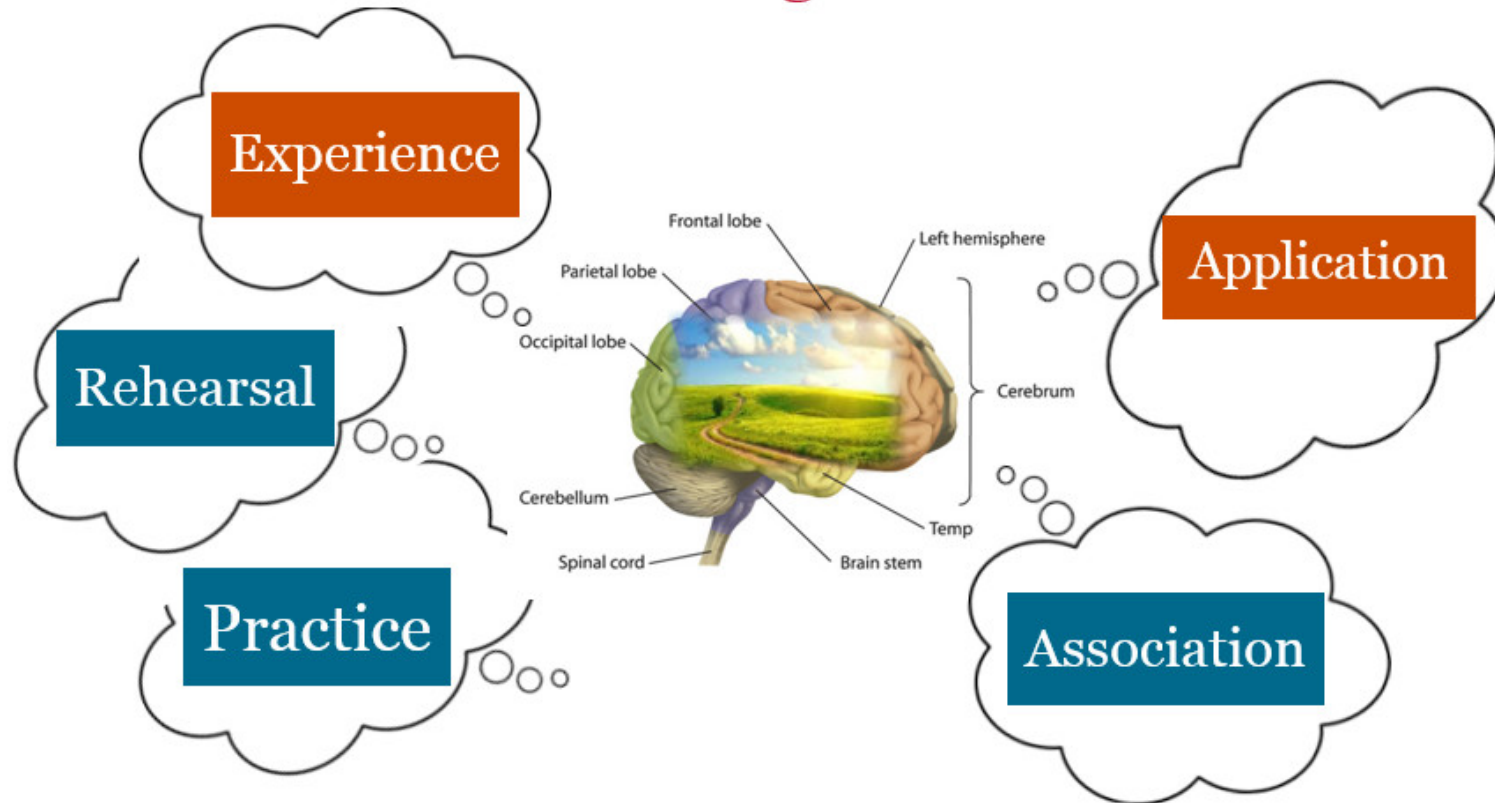 Experience
Rehearsal
Practice
Frontal lobe
Left hemisphere
Parietal lobe
Occipital lobe
Cerebrum
Cerebellum
Temp
Spinal cord
Brain stem
Application
Association